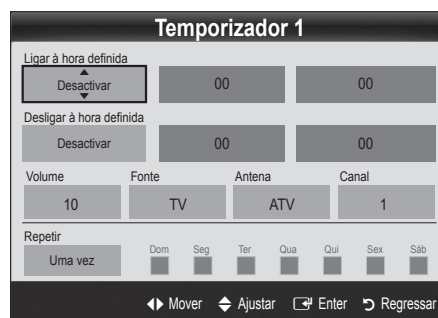 Temporizador 1
Ligar à hora definida
Desactivar 00 00
Desligar à hora definida
Desactivar 00 00
Volume Fonte Antena Canal
10 TV ATV 1
Repetir
Uma vez Dom Seg Ter Qua Qui Sex Sáb
Mover Ajustar Enter Regressar